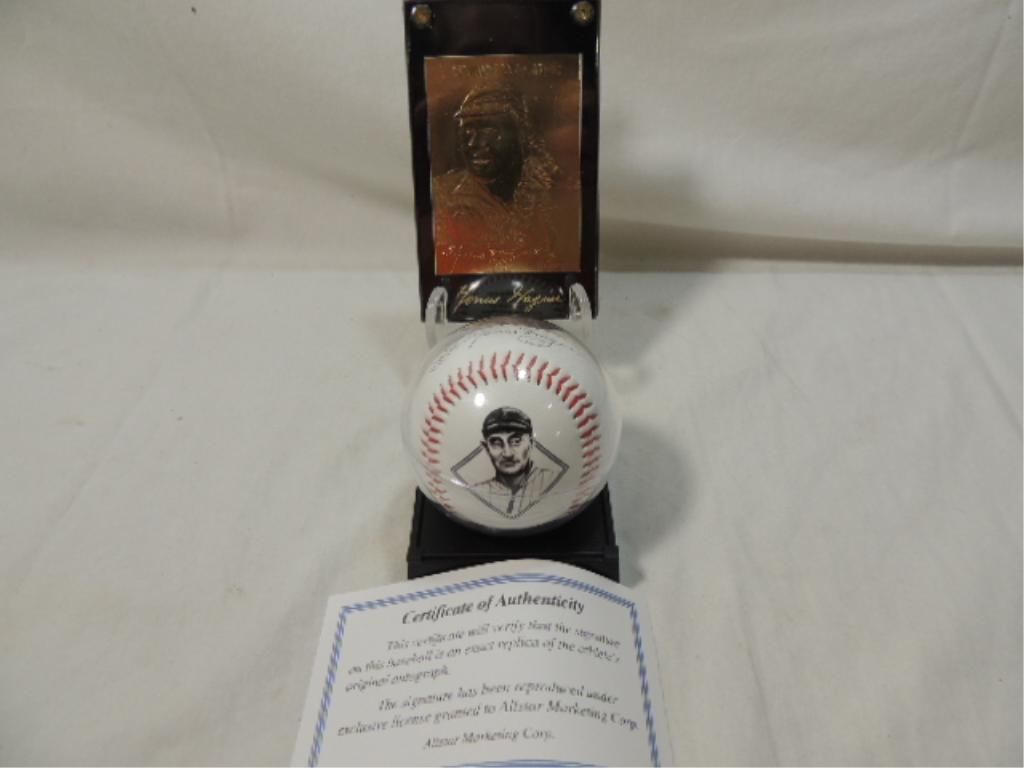 Honus Wagner
Certificate of Authenticity
This certificate will verify that the signature
on this baseball is an exact replica of the athlete's
original autograph.
The signature has been reproduced under
exclusive license granted to Allstar Marketing Corp.
Allstar Marketing Corp.